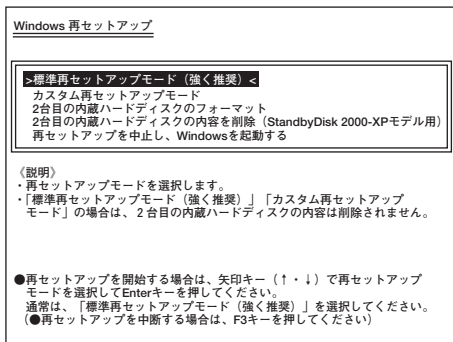 Windows 再セットアップ
>標準再セットアップモード（強く推奨）<
カスタム再セットアップモード
2台目の内蔵ハードディスクのフォーマット
2台目の内蔵ハードディスクの内容を削除（StandbyDisk 2000-XPモデル用）
再セットアップを中止し、Windowsを起動する
《説明》
・再セットアップモードを選択します。
・「標準再セットアップモード（強く推奨）」「カスタム再セットアップ
モード」の場合は、２台目の内蔵ハードディスクの内容は削除されません。
●再セットアップを開始する場合は、矢印キー（↑・↓）で再セットアップ
モードを選択してEnterキーを押してください。
通常は、「標準再セットアップモード（強く推奨）」を選択してください。
（●再セットアップを中断する場合は、F3キーを押してください）